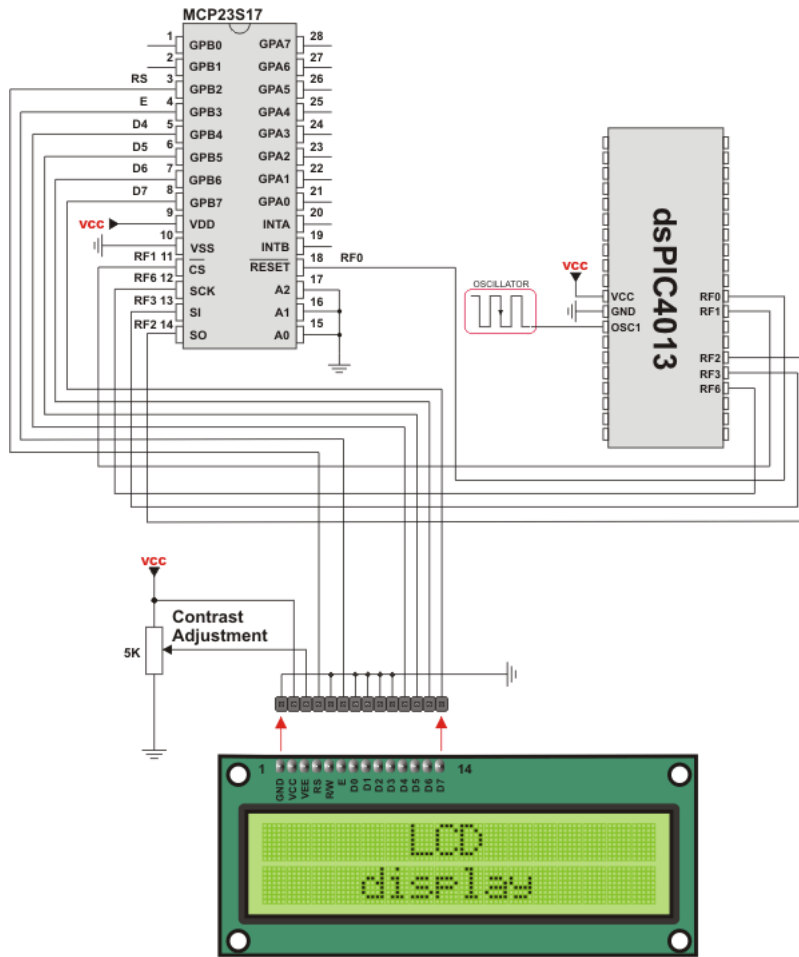 MCP23S17
1 GPB0 GPA7 28
2 GPB1 GPA6 27
RS 3 GPB2 GPA5 26
E 4 GPB3 GPA4 25
D4 5 GPB4 GPA3 24
D5 6 GPB5 GPA2 23
D6 7 GPB6 GPA1 22
D7 8 GPB7 GPA0 21
vcc 9 VDD INTA 20
10 VSS INTB 19
RF1 11 CS RESET 18 RF0
RF6 12 SCK A2 17
RF3 13 SI A1 16
RF2 14 SO A0 15
OSCILLATOR
vcc
dsPIC4013
VCC RF0
GND RF1
OSC1
RF2
RF3
RF6
vcc
Contrast
Adjustment
5K
1 14
GND VCC VEE RS R/W E D0 D1 D2 D3 D4 D5 D6 D7
LCD
display